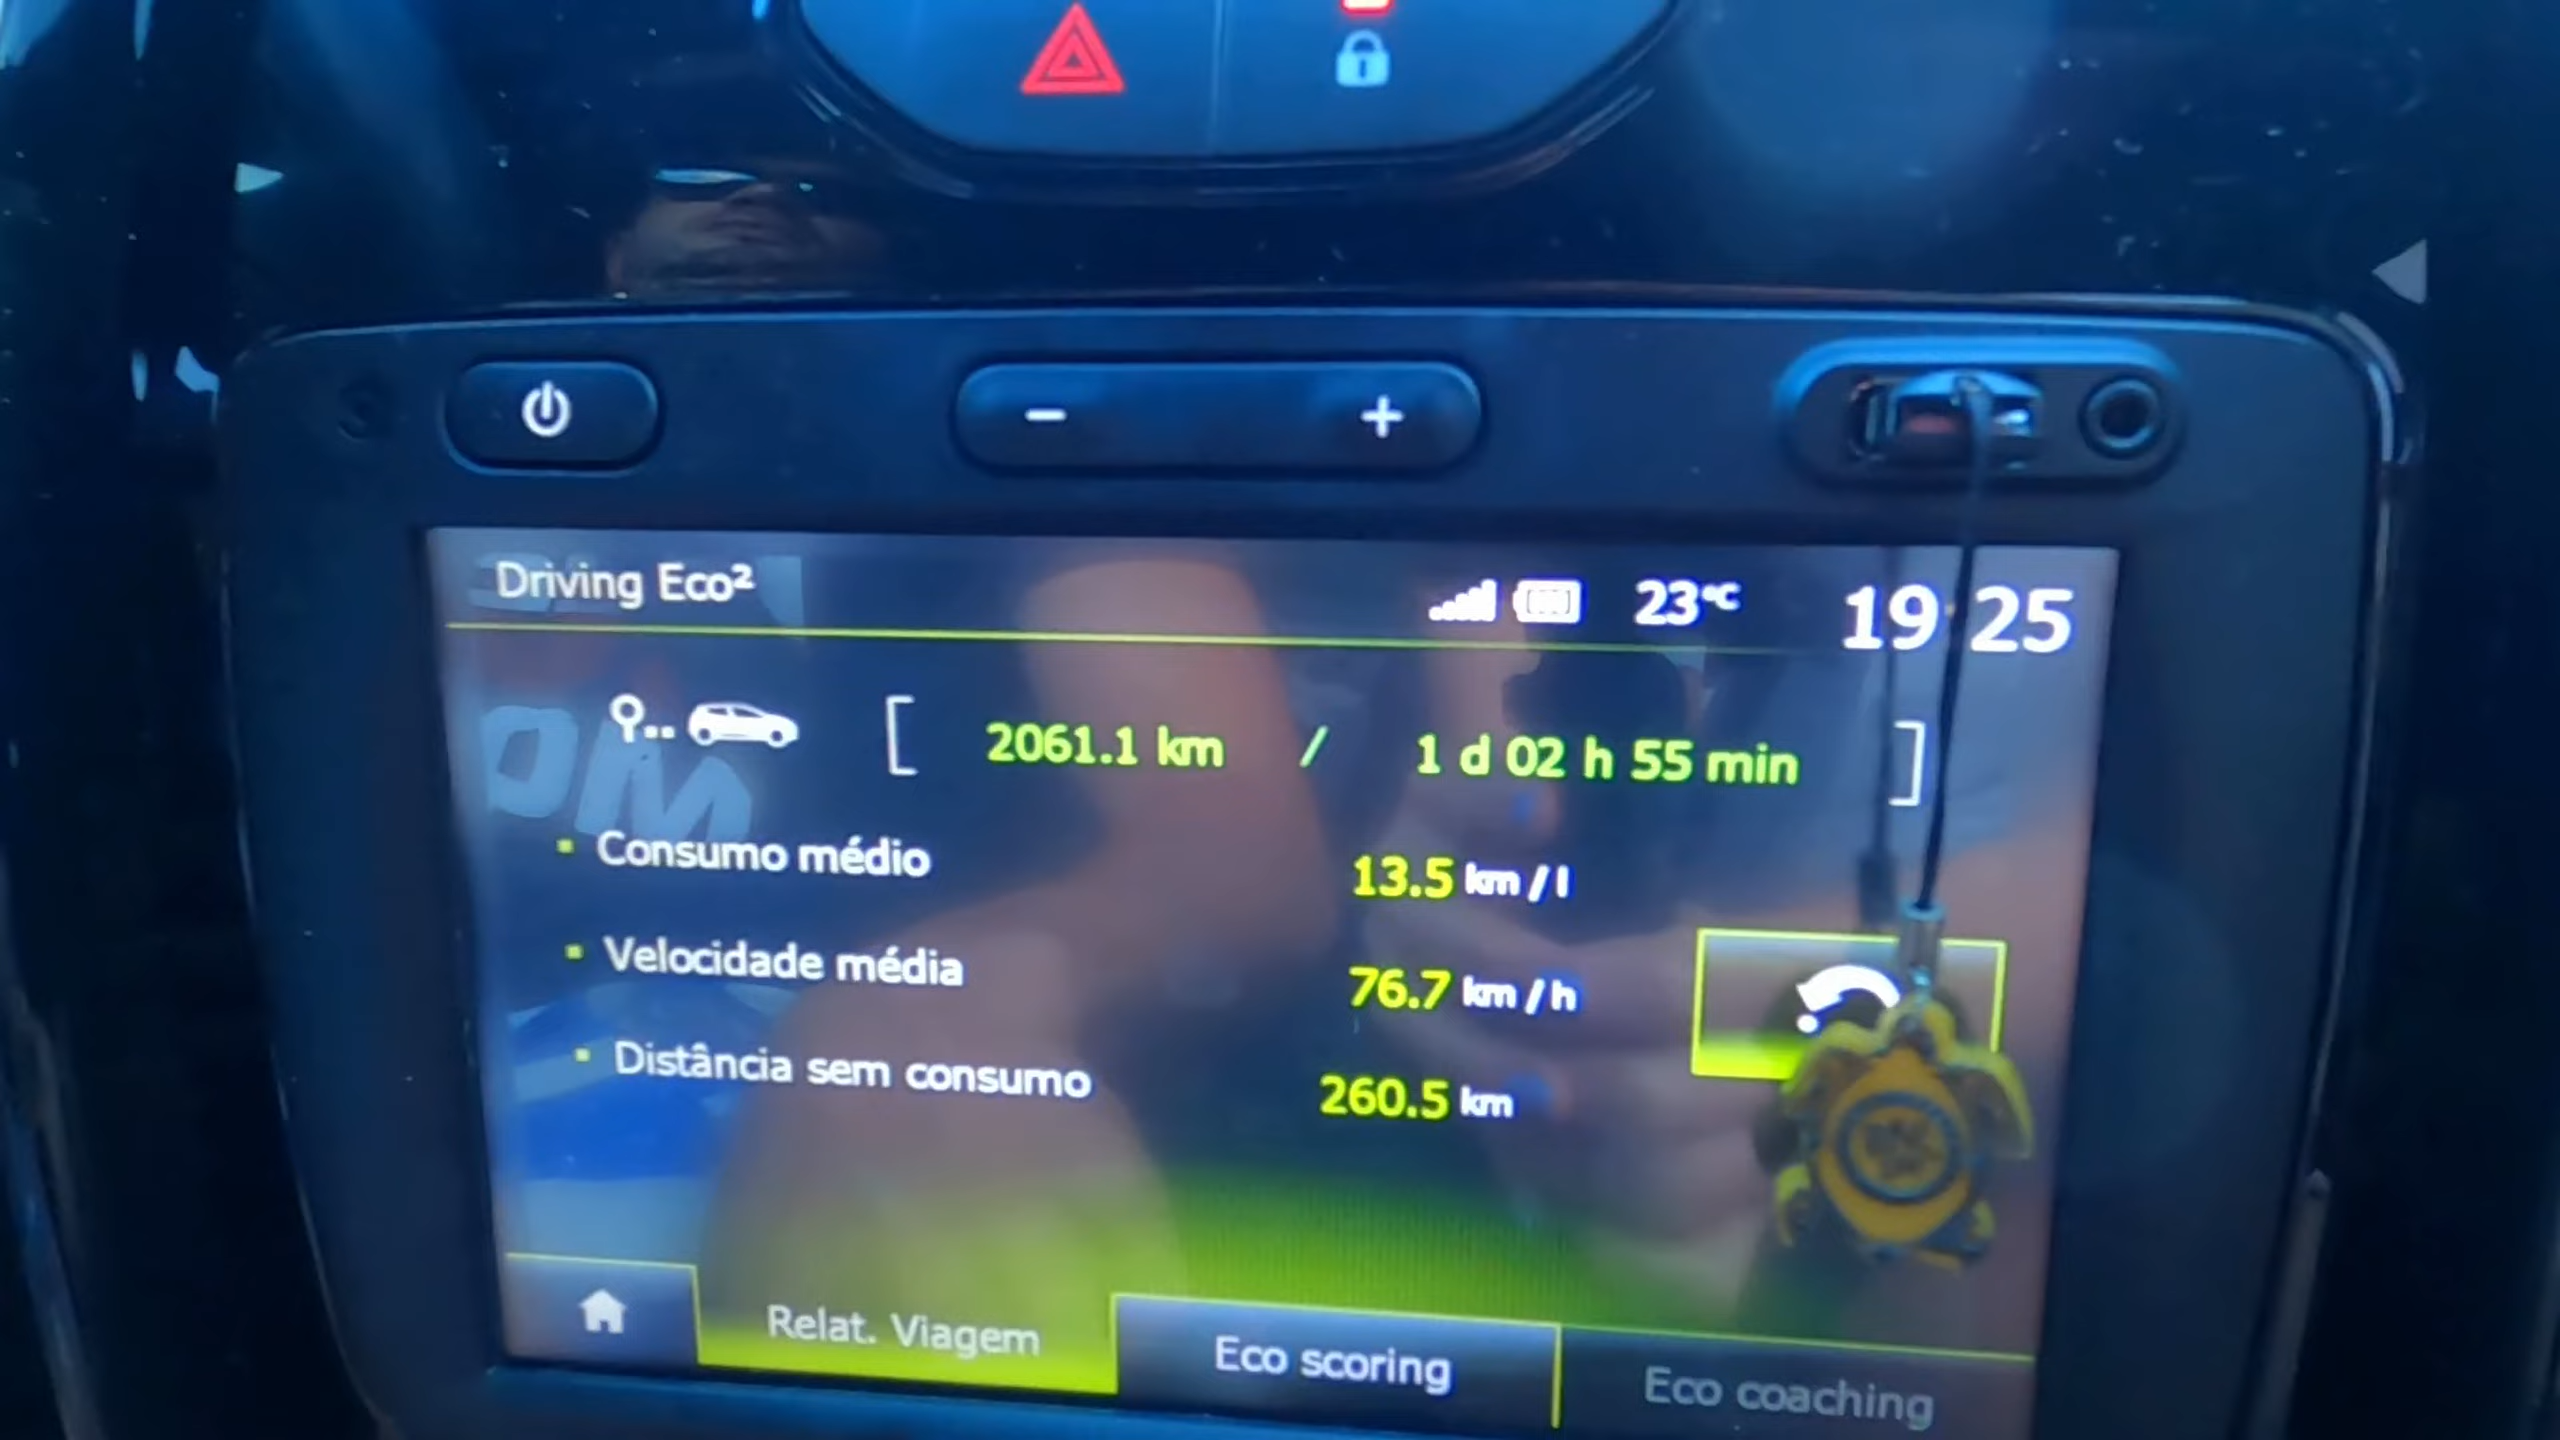 Driving Eco² 23°C 19 25
[ 2061.1 km / 1 d 02 h 55 min ]
Consumo médio 13.5 km / l
Velocidade média 76.7 km / h
Distância sem consumo 260.5 km
Relat. Viagem Eco scoring Eco coaching